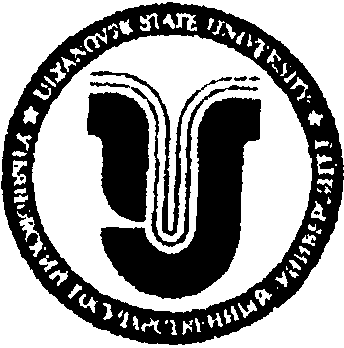 ULYANOVSK STATE UNIVERSITY
УЛЬЯНОВСКИЙ ГОСУДАРСТВЕННЫЙ УНИВЕРСИТЕТ